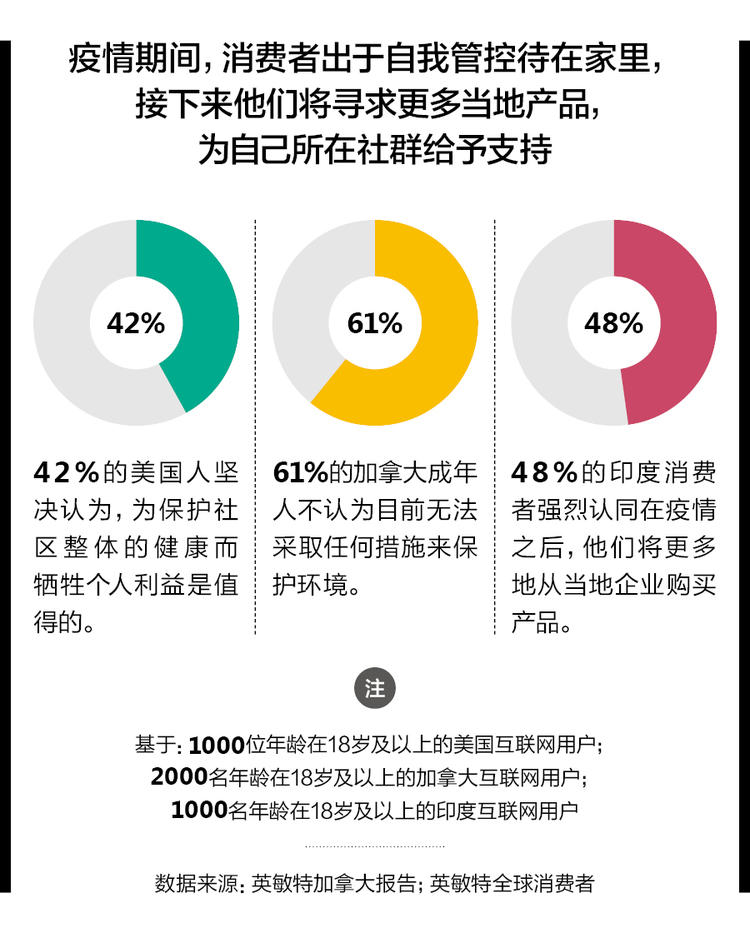 疫情期间，消费者出于自我管控待在家里，
接下来他们将寻求更多当地产品，
为自己所在社群给予支持
42%
61%
48%
42%的美国人坚
决认为，为保护社
区整体的健康而
牺牲个人利益是值
得的。
61%的加拿大成年
人不认为目前无法
采取任何措施来保
护环境。
48%的印度消费
者强烈认同在疫情
之后，他们将更多
地从当地企业购买
产品。
注
基于：1000位年龄在18岁及以上的美国互联网用户；
2000名年龄在18岁及以上的加拿大互联网用户；
1000名年龄在18岁及以上的印度互联网用户
数据来源：英敏特加拿大报告；英敏特全球消费者